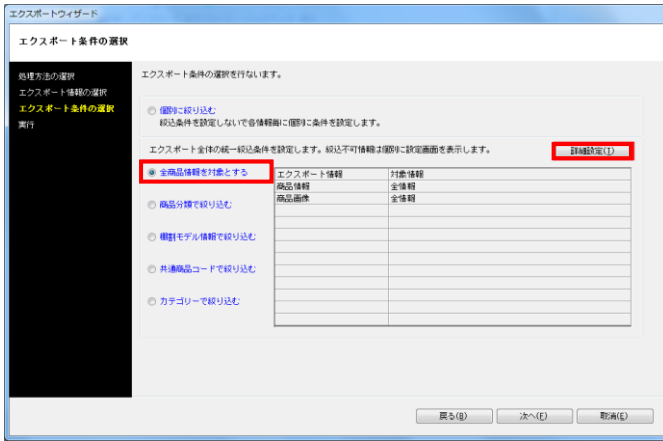 エクスポートウィザード
エクスポート条件の選択
処理方法の選択
エクスポート情報の選択
エクスポート条件の選択
実行
エクスポート条件の選択を行ないます。
個別に絞り込む
絞込条件を設定しないで各情報毎に個別に条件を設定します。
エクスポート全体の統一絞込条件を設定します。絞込不可情報は個別に設定画面を表示します。
詳細設定(T)
全商品情報を対象とする
商品分類で絞り込む
棚割モデル情報で絞り込む
共通商品コードで絞り込む
カテゴリーで絞り込む
エクスポート情報 対象情報
商品情報 全情報
商品画像 全情報
戻る(B) 次へ(F) 取消(E)